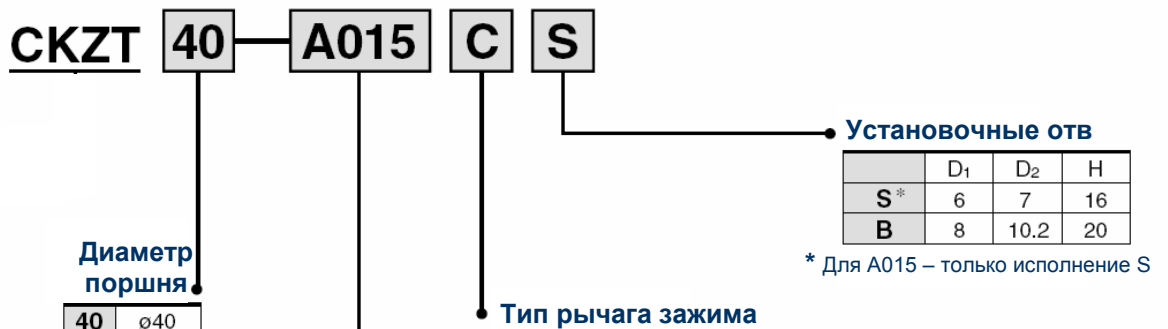 CKZT 40 A015 C S
Установочные отв
D₁ D₂ H
S* 6 7 16
B 8 10.2 20
* Для A015 – только исполнение S
Диаметр
поршня
40 ø40
Тип рычага зажима